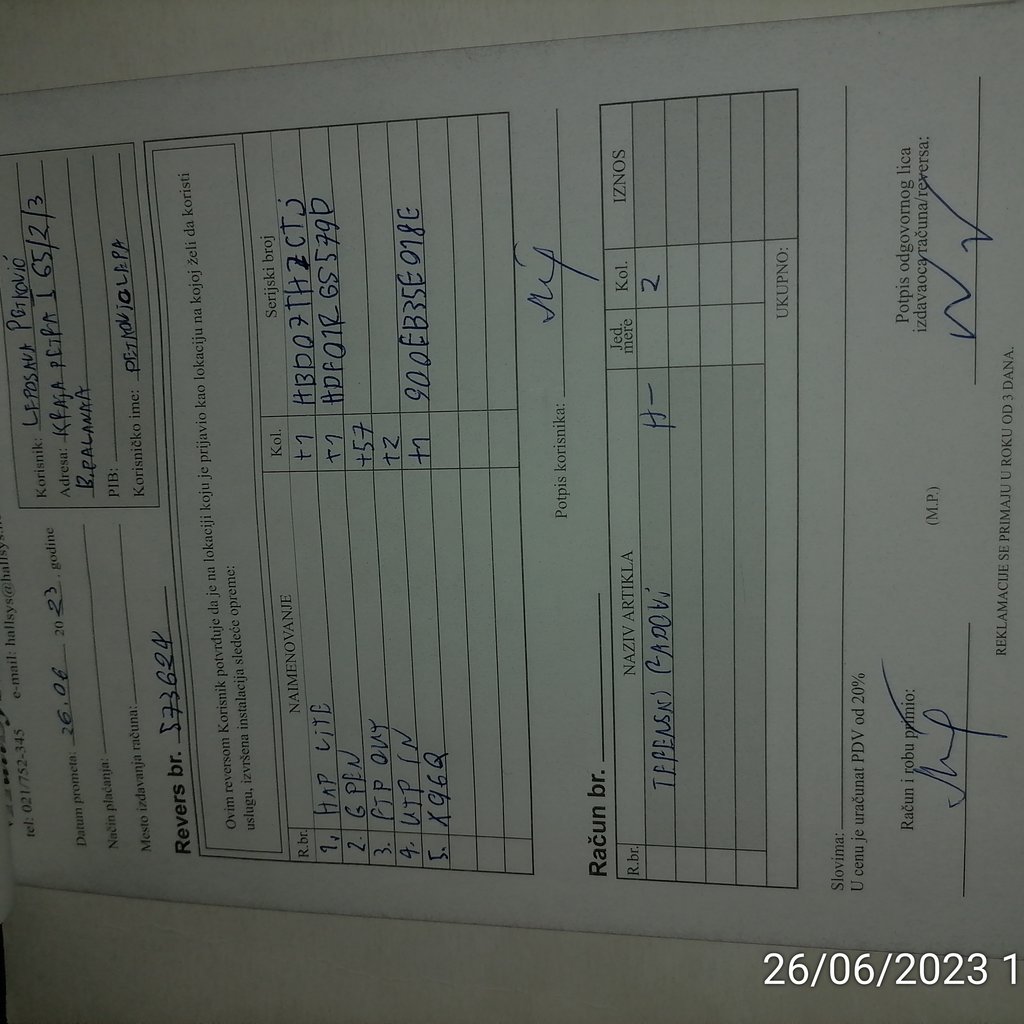 tel: 021/752-345 e-mail: hallsys@hallsys.
Datum prometa: 26.06 2023. godine
Način plaćanja:
Mesto izdavanja računa:
Korisnik: LEPOSAVA PETKOVIĆ
Adresa: KRALJA PETRA I 65/2/3
B.PALANKA
PIB:
Korisničko ime: PETKOVICLEPA
Revers br. 573624
Ovim reversom Korisnik potvrđuje da je na lokaciji koju je prijavio kao lokaciju na kojoj želi da koristi
uslugu, izvršena instalacija sledeće opreme:
R.br. NAIMENOVANJE Kol. Serijski broj
1, HAP LITE +1 HBD07THZCTJ
2. GPEN +1 HDF01RGS579D
3. FTP OUT +57
4. UTP IN +2
5. X96Q +1 900EB35E018E
Potpis korisnika:
Račun br.
R.br. NAZIV ARTIKLA Jed. mere Kol. IZNOS
TERENSKI RADOVI H- 2
UKUPNO:
Slovima:
U cenu je uračunat PDV od 20%
Račun i robu primio:
(M.P.)
Potpis odgovornog lica
izdavaoca računa/reversa:
REKLAMACIJE SE PRIMAJU U ROKU OD 3 DANA.
26/06/2023 1